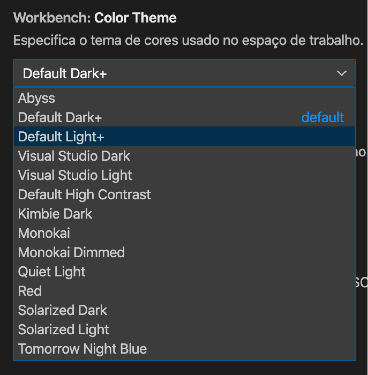 Workbench: Color Theme
Especifica o tema de cores usado no espaço de trabalho.
Default Dark+
Abyss
Default Dark+ default
Default Light+
Visual Studio Dark
Visual Studio Light
Default High Contrast
Kimbie Dark
Monokai
Monokai Dimmed
Quiet Light
Red
Solarized Dark
Solarized Light
Tomorrow Night Blue